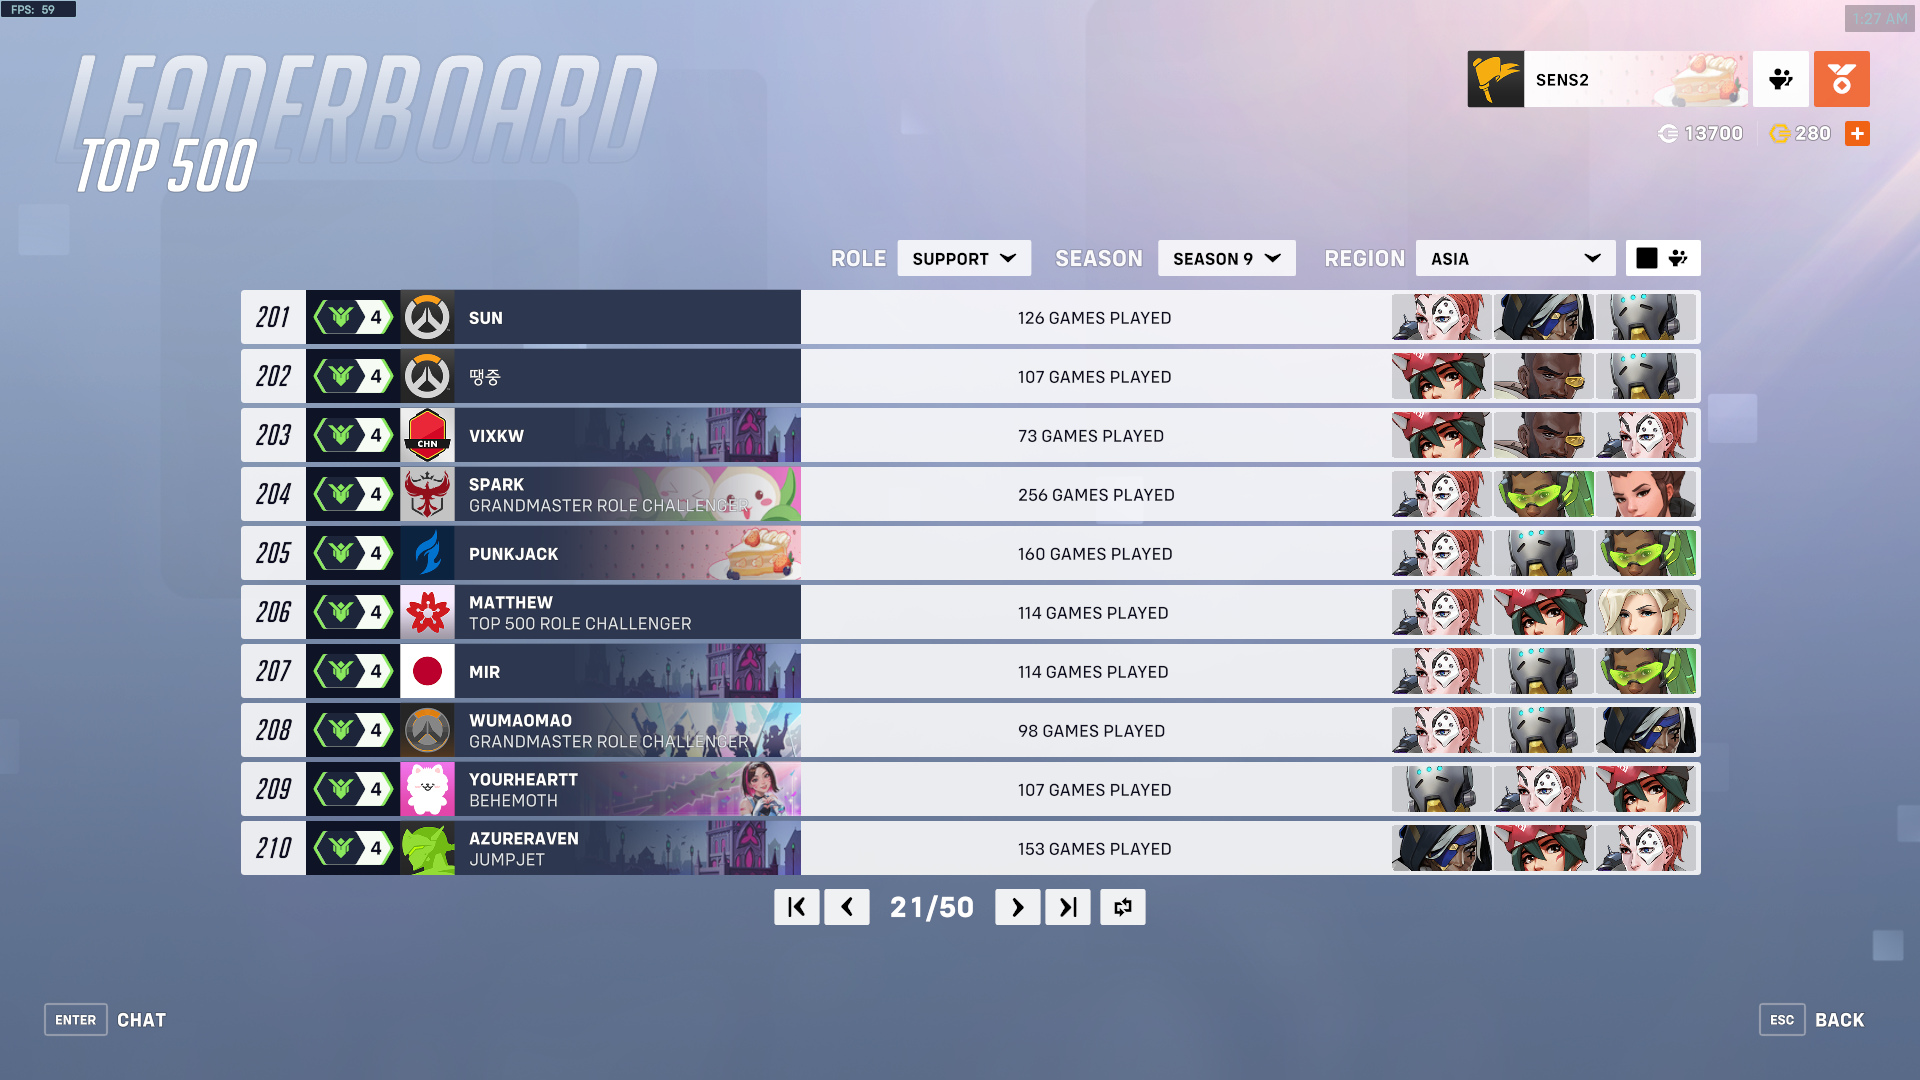 FPS: 59
1:27 AM
LEADERBOARD
TOP 500
SENS2
13700 280
ROLE SUPPORT SEASON SEASON 9 REGION ASIA
201 4 SUN 126 GAMES PLAYED
202 4 땡중 107 GAMES PLAYED
203 4 CHN VIXKW 73 GAMES PLAYED
204 4 SPARK 256 GAMES PLAYED
GRANDMASTER ROLE CHALLENGER
205 4 PUNKJACK 160 GAMES PLAYED
206 4 MATTHEW 114 GAMES PLAYED
TOP 500 ROLE CHALLENGER
207 4 MIR 114 GAMES PLAYED
208 4 WUMAOMAO 98 GAMES PLAYED
GRANDMASTER ROLE CHALLENGER
209 4 YOURHEARTT 107 GAMES PLAYED
BEHEMOTH
210 4 AZURERAVEN 153 GAMES PLAYED
JUMPJET
21/50
ENTER CHAT
ESC BACK